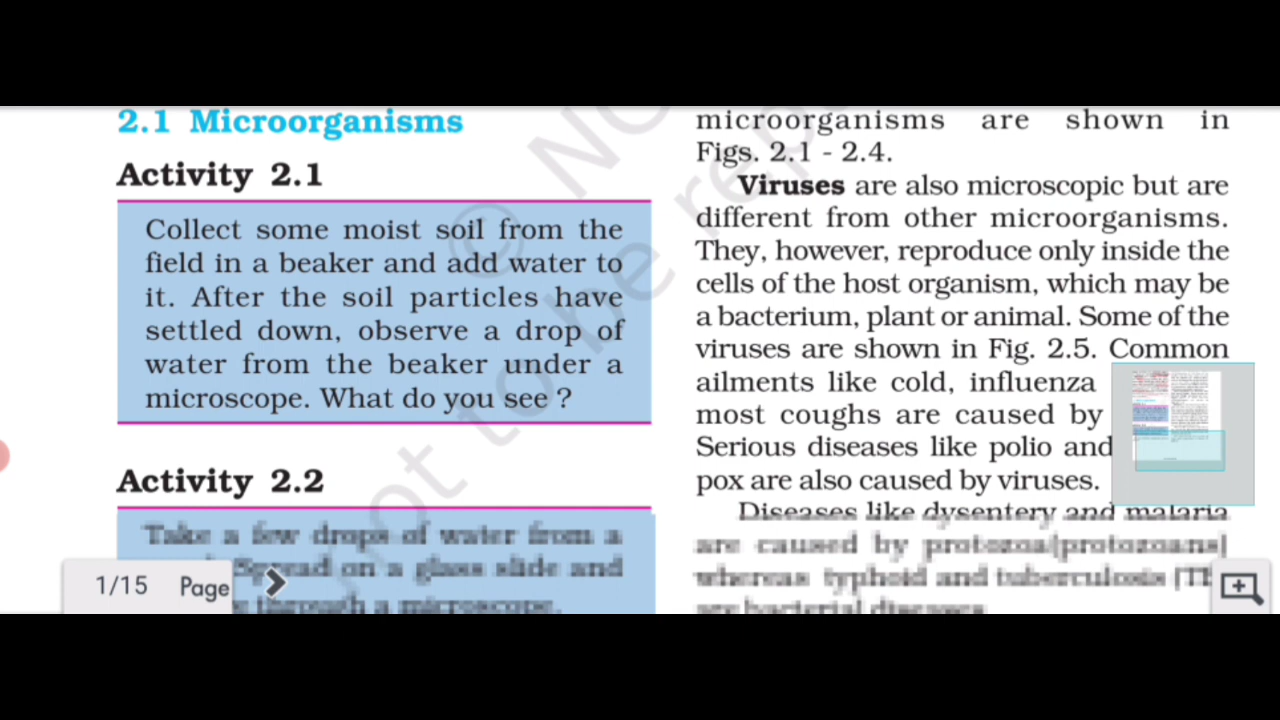 2.1 Microorganisms
Activity 2.1
Collect some moist soil from the
field in a beaker and add water to
it. After the soil particles have
settled down, observe a drop of
water from the beaker under a
microscope. What do you see ?
Activity 2.2
Take a few drops of water from a
Spread on a glass slide and
through a microscope.
microorganisms are shown in
Figs. 2.1 - 2.4.
Viruses are also microscopic but are
different from other microorganisms.
They, however, reproduce only inside the
cells of the host organism, which may be
a bacterium, plant or animal. Some of the
viruses are shown in Fig. 2.5. Common
ailments like cold, influenza
most coughs are caused by
Serious diseases like polio and
pox are also caused by viruses.
Diseases like dysentery and malaria
are caused by protozoa(protozoans)
whereas typhoid and tuberculosis
are bacterial diseases.
1/15 Page
not to be